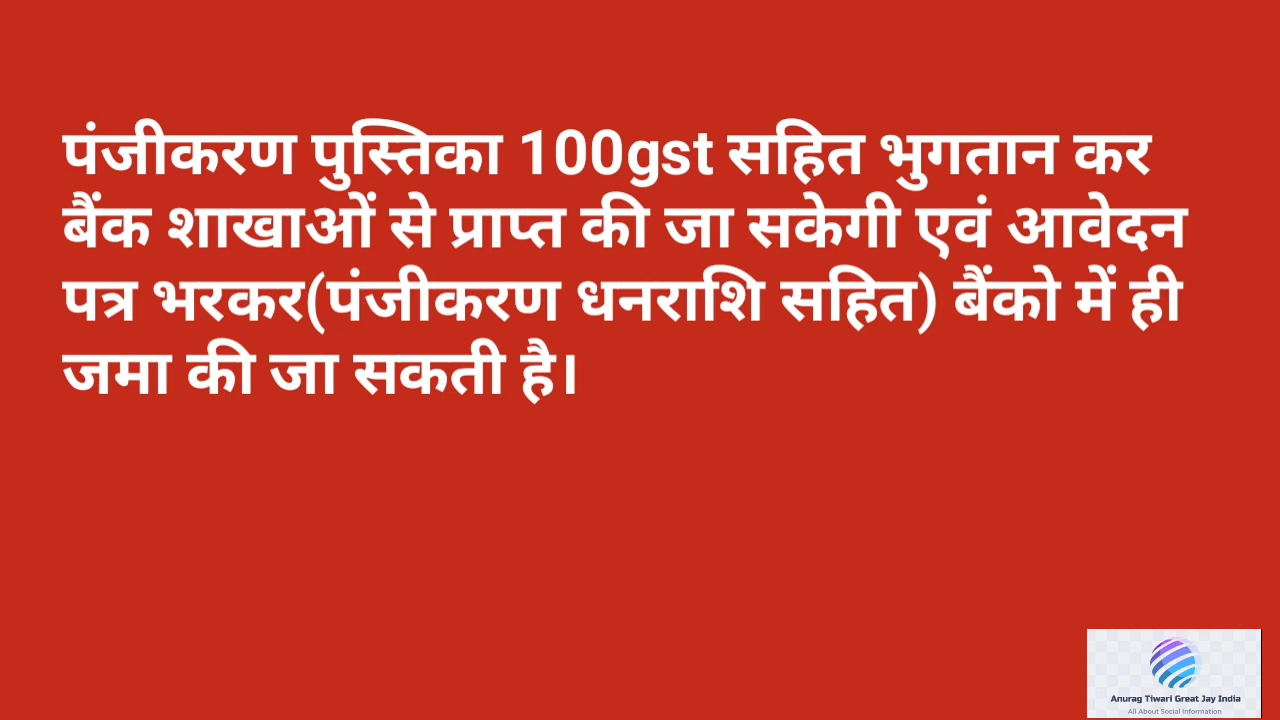 पंजीकरण पुस्तिका 100gst सहित भुगतान कर
बैंक शाखाओं से प्राप्त की जा सकेगी एवं आवेदन
पत्र भरकर(पंजीकरण धनराशि सहित) बैंको में ही
जमा की जा सकती है।
Anurag Tiwari Great Jay India
All About Social Information